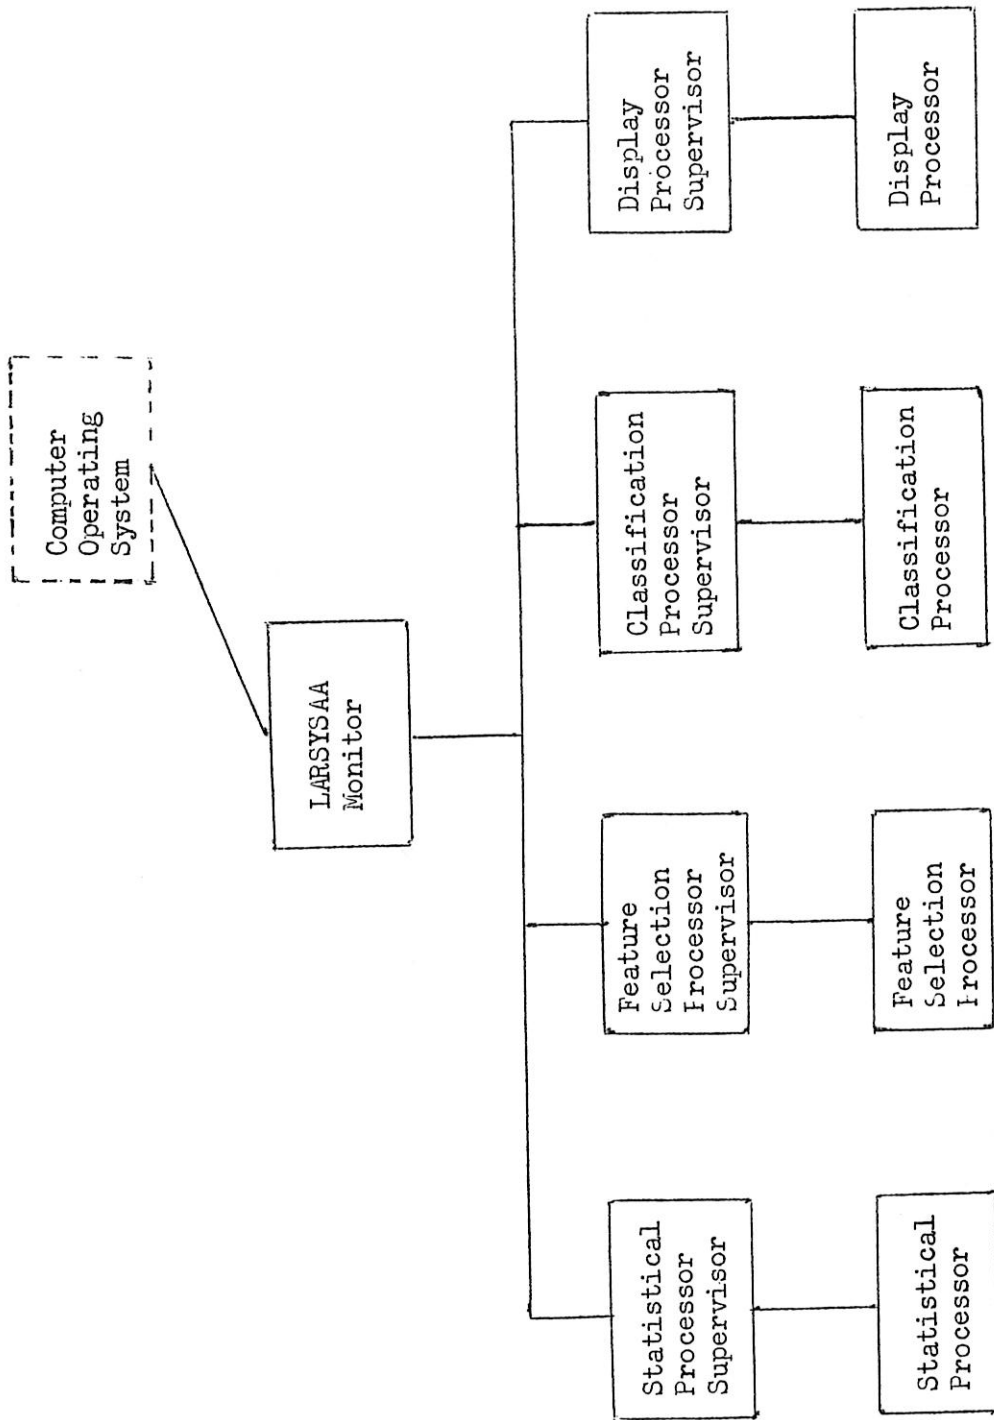 Computer
Operating
System
LARSYSAA
Monitor
Statistical
Processor
Supervisor
Feature
Selection
Processor
Supervisor
Classification
Processor
Supervisor
Display
Processor
Supervisor
Statistical
Processor
Feature
Selection
Processor
Classification
Processor
Display
Processor